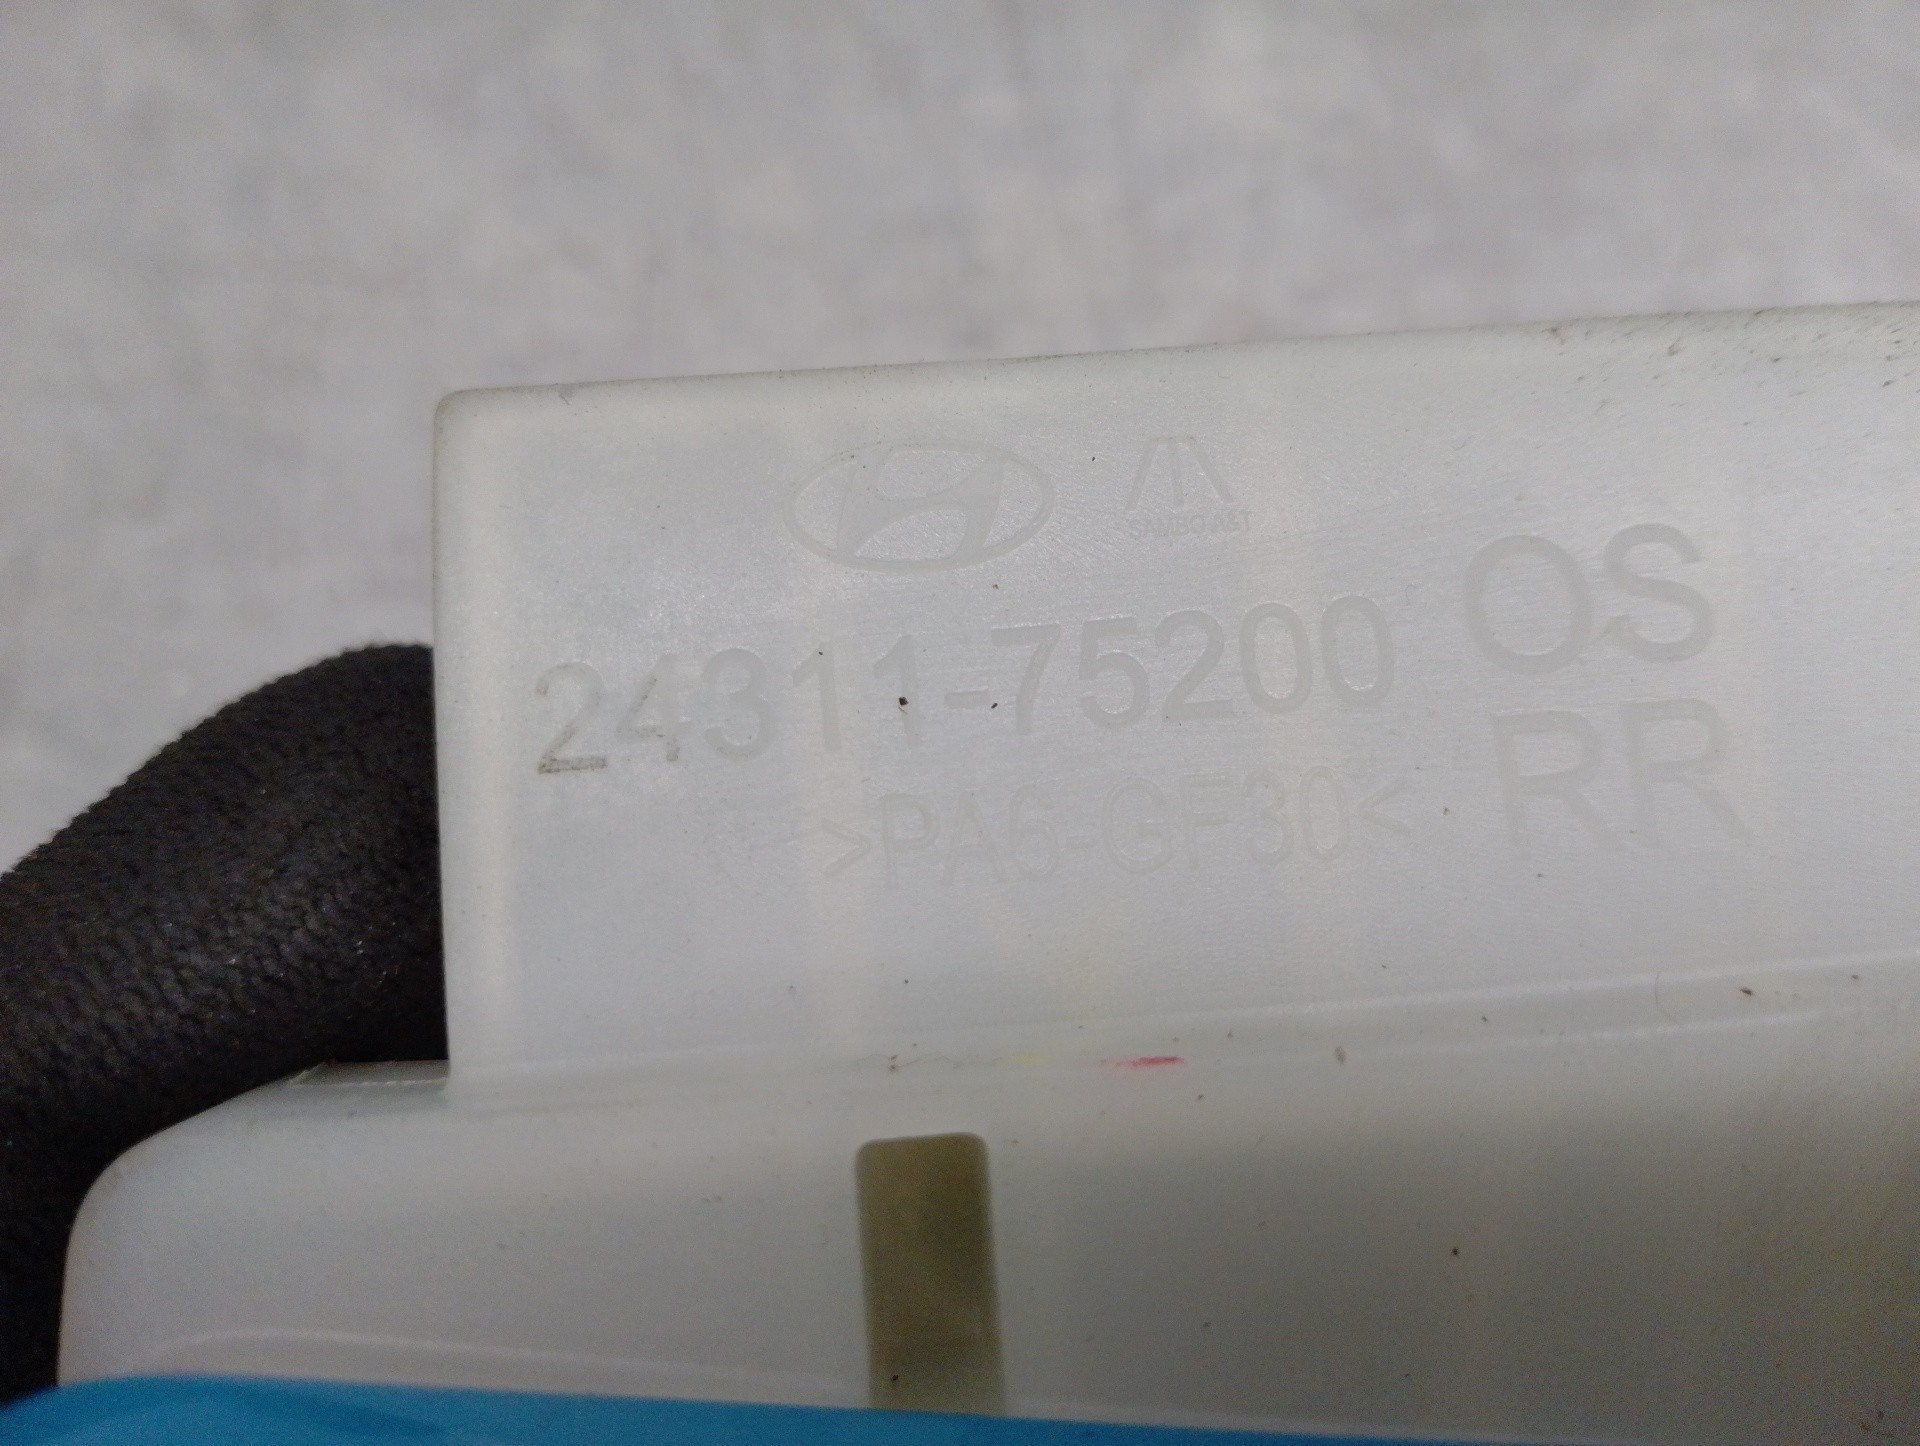 SAMBO A&T
OS
24311-75200
RR
>PA6-GF30<